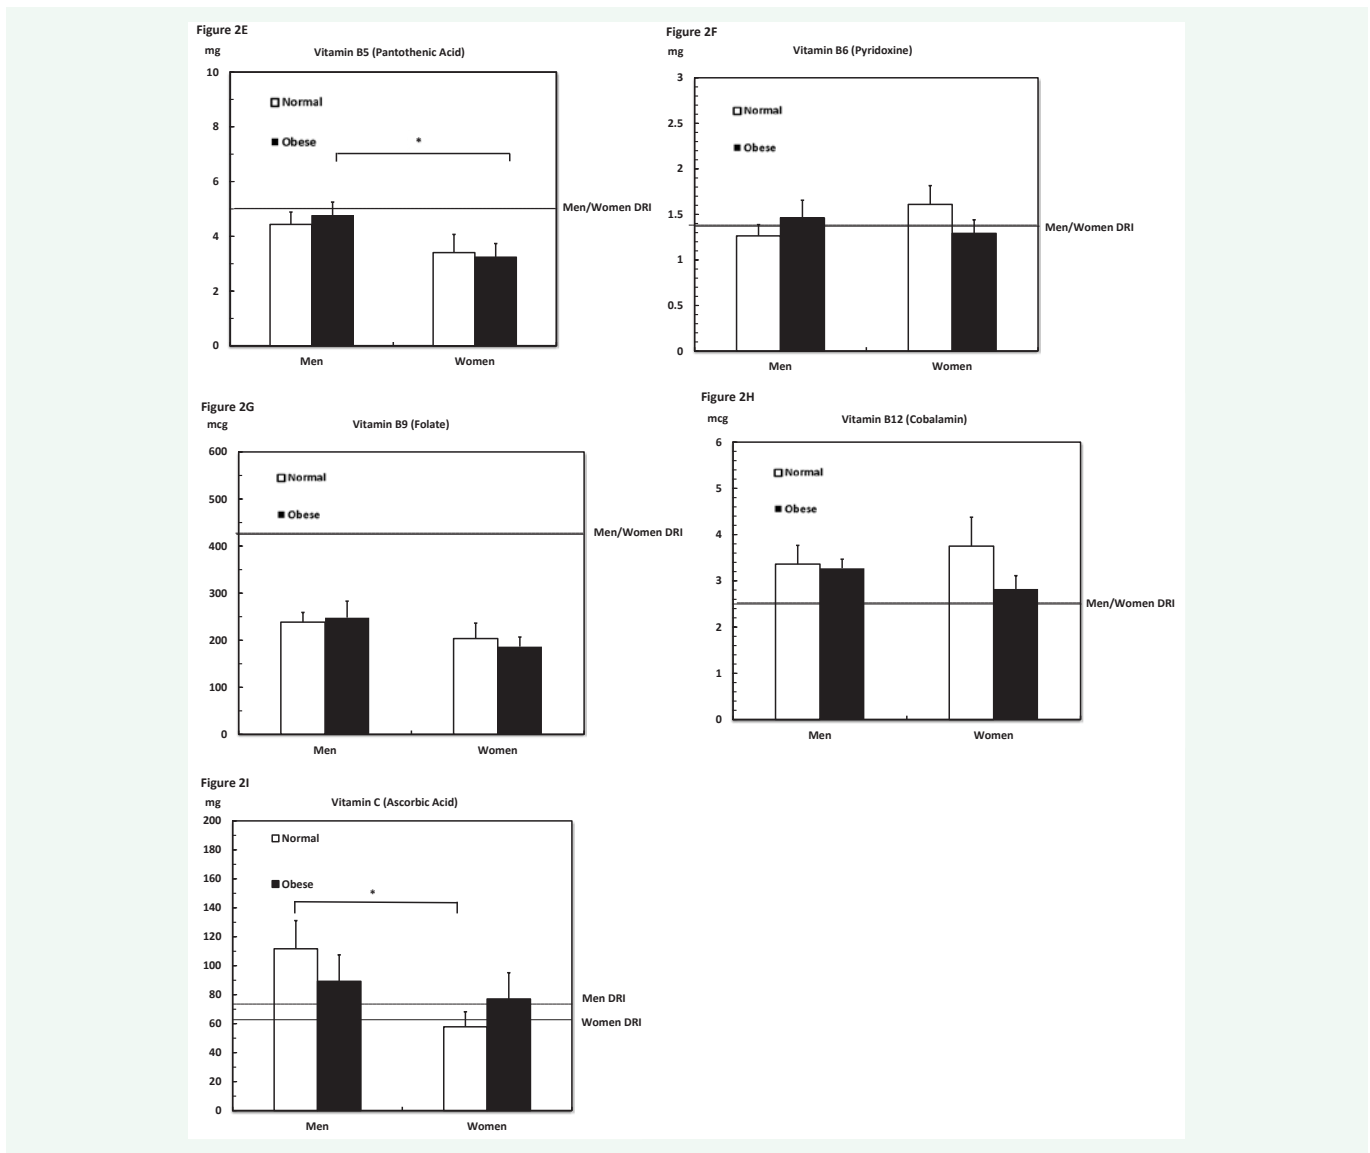 Figure 2E
mg
Vitamin B5 (Pantothenic Acid)
10
8
6
4
2
0
Normal
Obese
*
Men/Women DRI
Men
Women
Figure 2F
mg
Vitamin B6 (Pyridoxine)
3
2.5
2
1.5
1
0.5
0
Normal
Obese
Men/Women DRI
Men
Women
Figure 2G
mcg
Vitamin B9 (Folate)
600
500
400
300
200
100
0
Normal
Obese
Men/Women DRI
Men
Women
Figure 2H
mcg
Vitamin B12 (Cobalamin)
6
5
4
3
2
1
0
Normal
Obese
Men/Women DRI
Men
Women
Figure 2I
mg
Vitamin C (Ascorbic Acid)
200
180
160
140
120
100
80
60
40
20
0
Normal
Obese
*
Men DRI
Women DRI
Men
Women